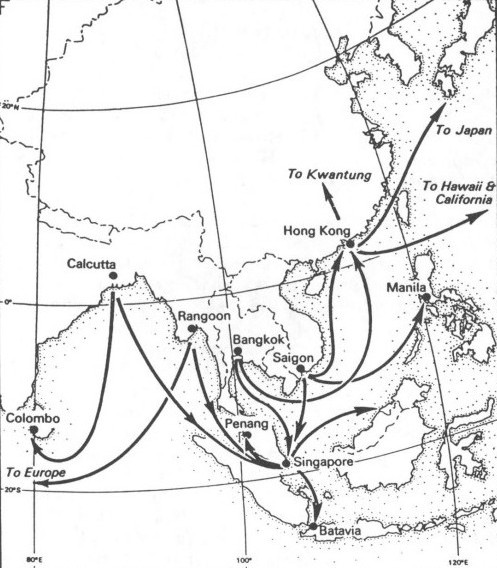 20°N
To Japan
To Kwantung
To Hawaii &
California
Hong Kong
Calcutta
0°
Manila
Rangoon
Bangkok
Saigon
Colombo
Penang
To Europe
Singapore
20°S
Batavia
80°E
100°
120°E